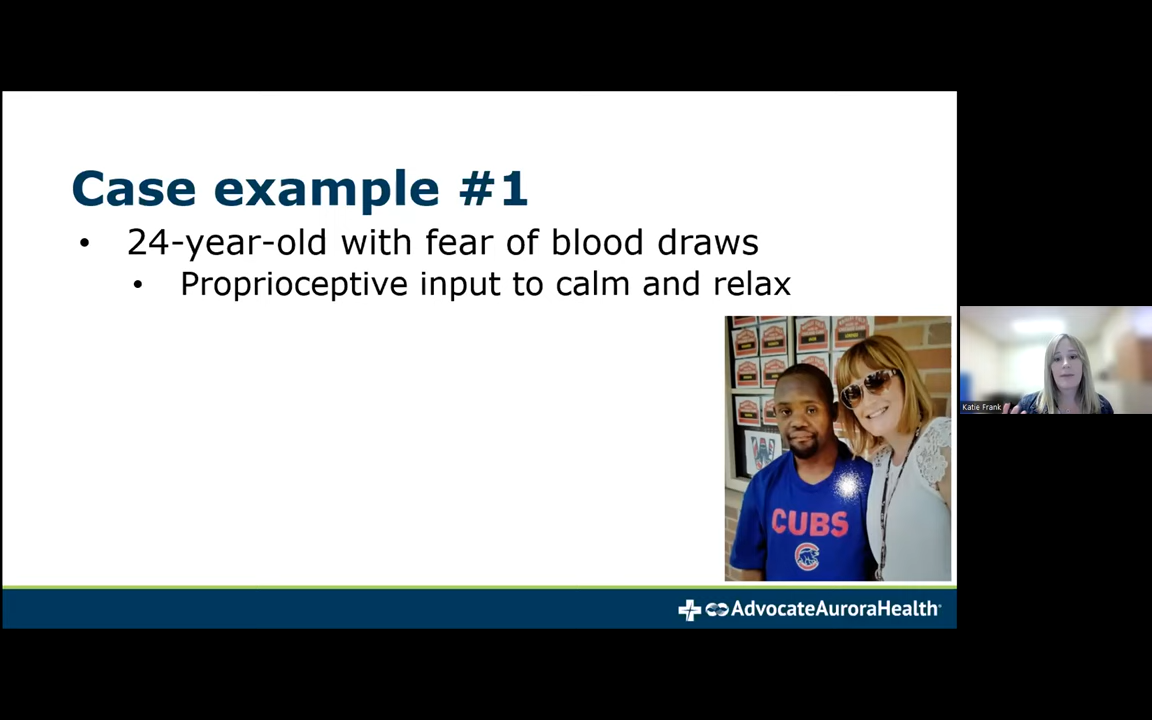 Case example #1
• 24-year-old with fear of blood draws
• Proprioceptive input to calm and relax
CUBS
C
Katie Frank
AdvocateAuroraHealth®